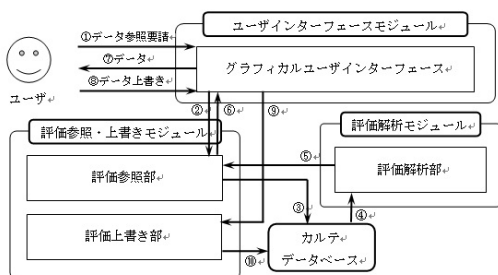 ユーザインターフェースモジュール
①データ参照要請
⑦データ
⑧データ上書き
グラフィカルユーザインターフェース
ユーザ
②
⑥
⑨
評価参照・上書きモジュール
評価解析モジュール
⑤
評価参照部
評価解析部
③
④
評価上書き部
カルテ
データベース
⑩